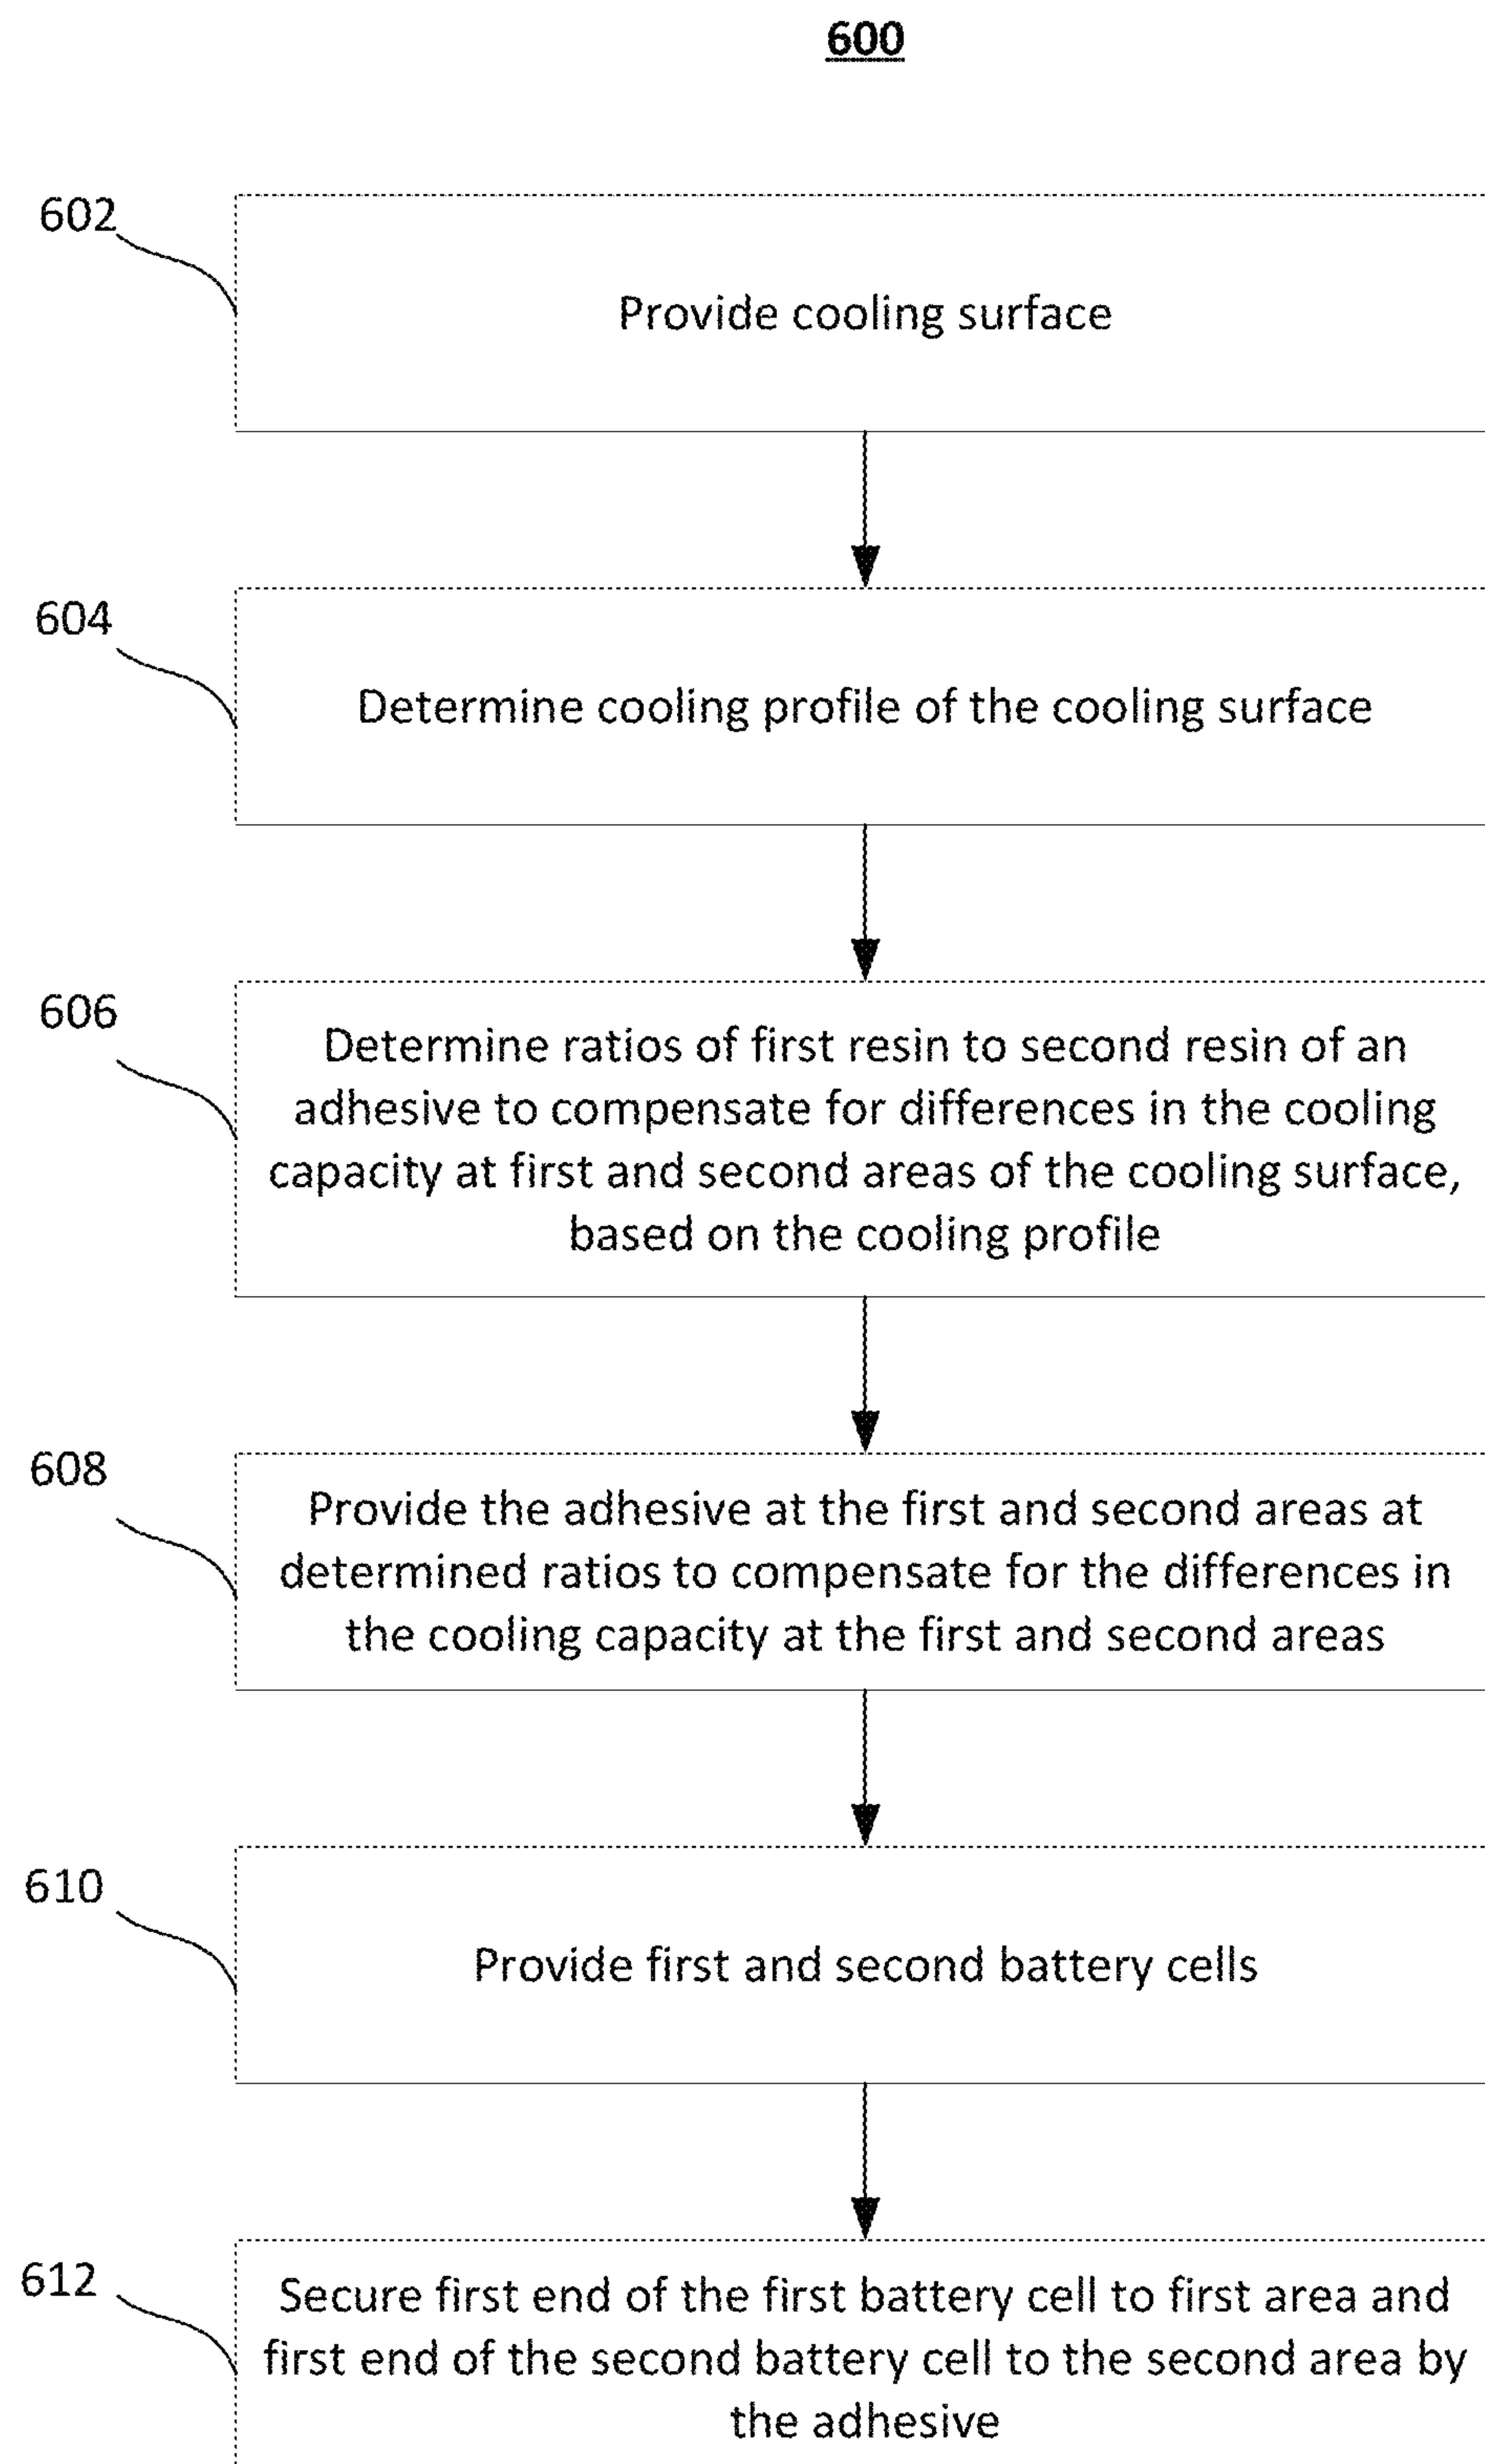 600
602
Provide cooling surface
604
Determine cooling profile of the cooling surface
606
Determine ratios of first resin to second resin of an
adhesive to compensate for differences in the cooling
capacity at first and second areas of the cooling surface,
based on the cooling profile
608
Provide the adhesive at the first and second areas at
determined ratios to compensate for the differences in
the cooling capacity at the first and second areas
610
Provide first and second battery cells
612
Secure first end of the first battery cell to first area and
first end of the second battery cell to the second area by
the adhesive